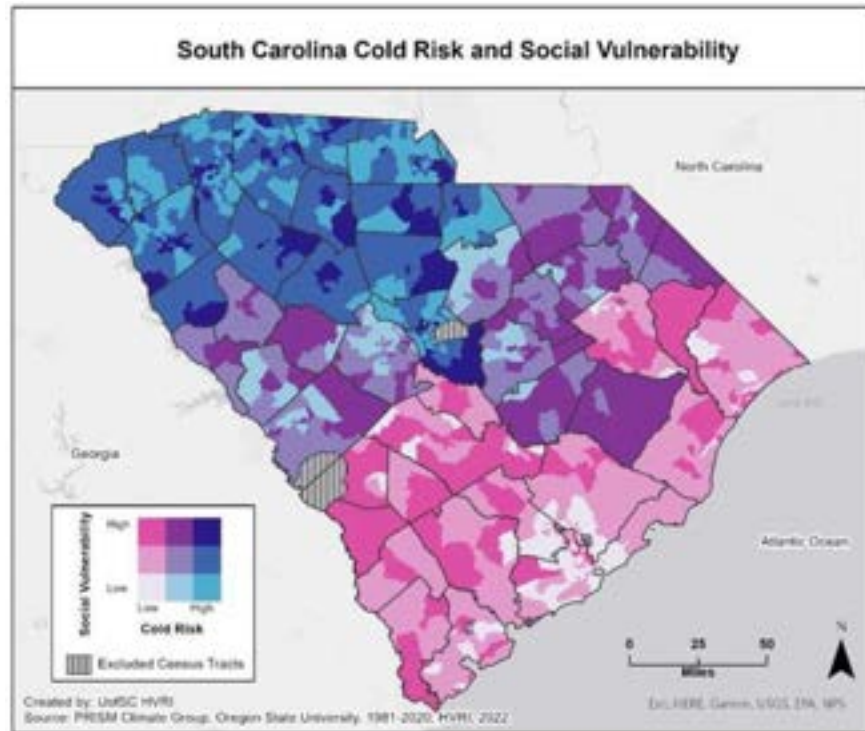 South Carolina Cold Risk and Social Vulnerability
North Carolina
Georgia
Atlantic Ocean
Social Vulnerability
High
Low
Low
High
Cold Risk
Excluded Census Tracts
0
25
50
Miles
N
Created by: UofSC HVRI
Source: PRISM Climate Group, Oregon State University, 1981-2020; HVRI, 2022
Esri, HERE, Garmin, USGS, EPA, NPS